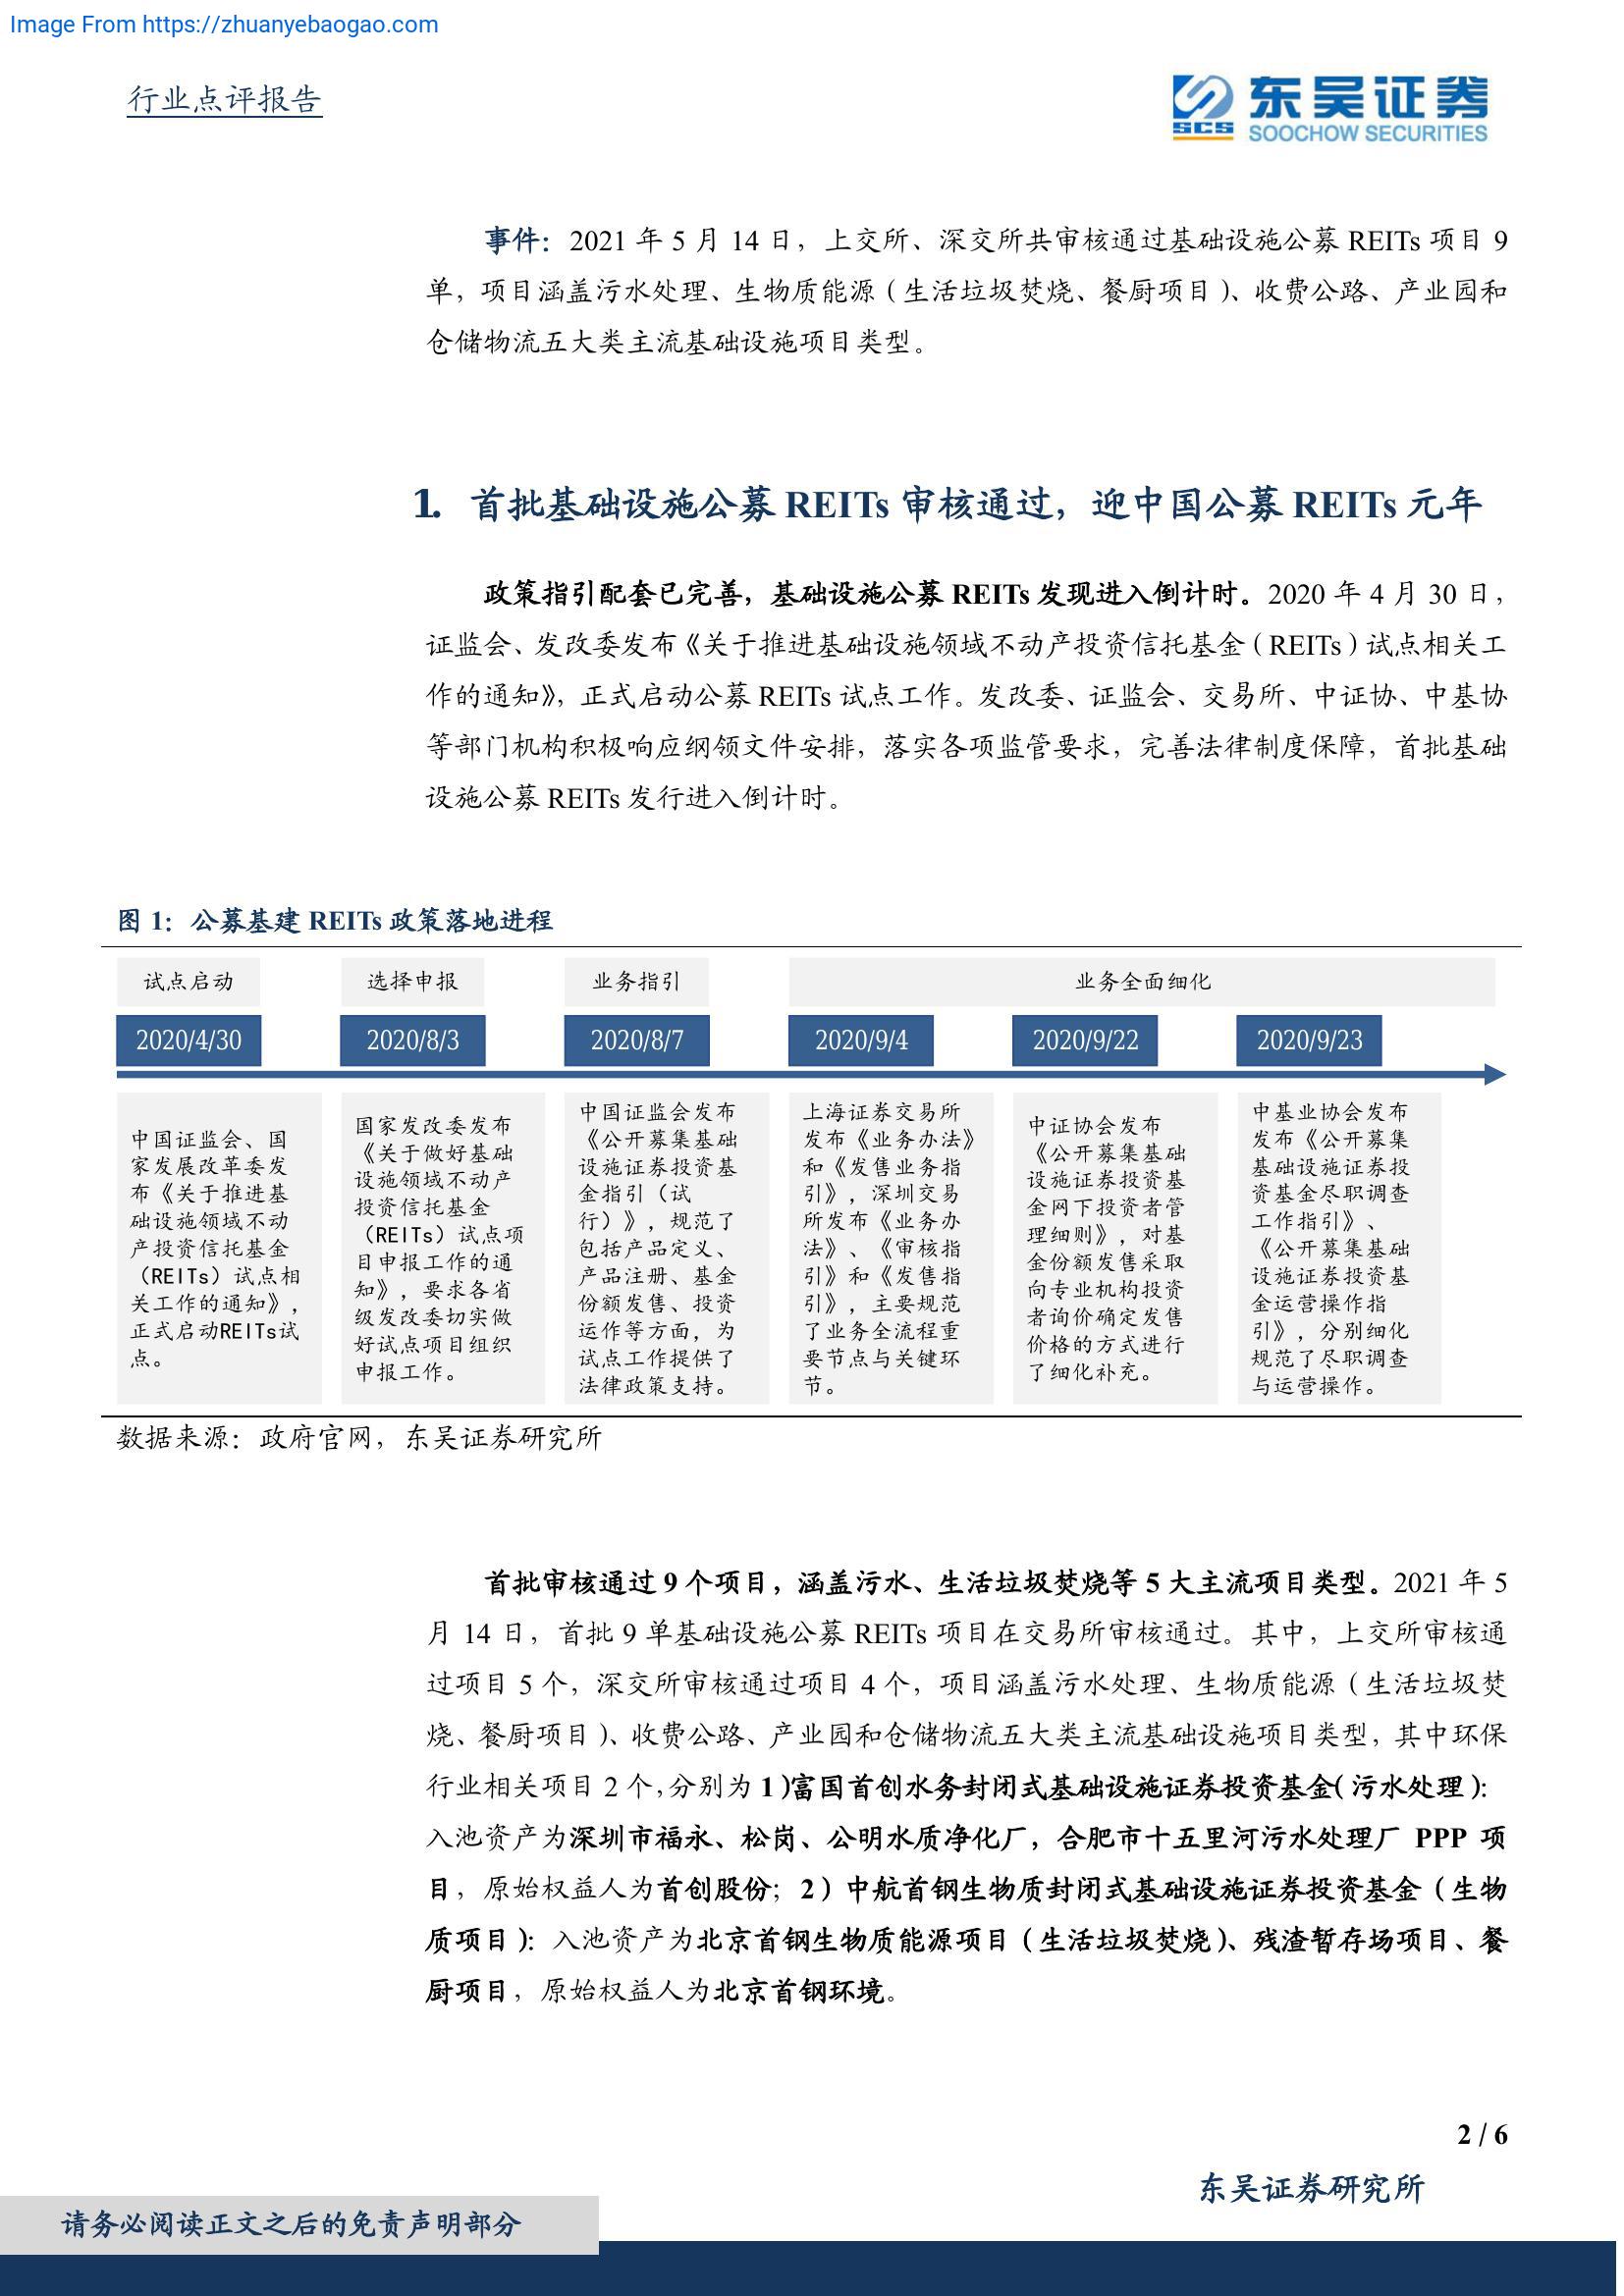 Image From https://zhuanyebaogao.com
行业点评报告
SCS
东吴证券
SOOCHOW SECURITIES
事件：2021 年 5 月 14 日，上交所、深交所共审核通过基础设施公募 REITs 项目 9
单，项目涵盖污水处理、生物质能源（生活垃圾焚烧、餐厨项目）、收费公路、产业园和
仓储物流五大类主流基础设施项目类型。
1. 首批基础设施公募 REITs 审核通过，迎中国公募 REITs 元年
政策指引配套已完善，基础设施公募 REITs 发现进入倒计时。2020 年 4 月 30 日，
证监会、发改委发布《关于推进基础设施领域不动产投资信托基金（REITs）试点相关工
作的通知》，正式启动公募 REITs 试点工作。发改委、证监会、交易所、中证协、中基协
等部门机构积极响应纲领文件安排，落实各项监管要求，完善法律制度保障，首批基础
设施公募 REITs 发行进入倒计时。
图 1：公募基建 REITs 政策落地进程
试点启动
选择申报
业务指引
业务全面细化
2020/4/30
2020/8/3
2020/8/7
2020/9/4
2020/9/22
2020/9/23
中国证监会、国
家发展改革委发
布《关于推进基
础设施领域不动
产投资信托基金
（REITs）试点相
关工作的通知》，
正式启动REITs试
点。
国家发改委发布
《关于做好基础
设施领域不动产
投资信托基金
（REITs）试点项
目申报工作的通
知》，要求各省
级发改委切实做
好试点项目组织
申报工作。
中国证监会发布
《公开募集基础
设施证券投资基
金指引（试
行）》，规范了
包括产品定义、
产品注册、基金
份额发售、投资
运作等方面，为
试点工作提供了
法律政策支持。
上海证券交易所
发布《业务办法》
和《发售业务指
引》，深圳交易
所发布《业务办
法》、《审核指
引》和《发售指
引》，主要规范
了业务全流程重
要节点与关键环
节。
中证协会发布
《公开募集基础
设施证券投资基
金网下投资者管
理细则》，对基
金份额发售采取
向专业机构投资
者询价确定发售
价格的方式进行
了细化补充。
中基业协会发布
发布《公开募集
基础设施证券投
资基金尽职调查
工作指引》、
《公开募集基础
设施证券投资基
金运营操作指
引》，分别细化
规范了尽职调查
与运营操作。
数据来源：政府官网，东吴证券研究所
首批审核通过 9 个项目，涵盖污水、生活垃圾焚烧等 5 大主流项目类型。2021 年 5
月 14 日，首批 9 单基础设施公募 REITs 项目在交易所审核通过。其中，上交所审核通
过项目 5 个，深交所审核通过项目 4 个，项目涵盖污水处理、生物质能源（生活垃圾焚
烧、餐厨项目）、收费公路、产业园和仓储物流五大类主流基础设施项目类型，其中环保
行业相关项目 2 个，分别为 1）富国首创水务封闭式基础设施证券投资基金（污水处理）：
入池资产为深圳市福永、松岗、公明水质净化厂，合肥市十五里河污水处理厂 PPP 项
目，原始权益人为首创股份；2）中航首钢生物质封闭式基础设施证券投资基金（生物
质项目）：入池资产为北京首钢生物质能源项目（生活垃圾焚烧）、残渣暂存场项目、餐
厨项目，原始权益人为北京首钢环境。
2 / 6
东吴证券研究所
请务必阅读正文之后的免责声明部分